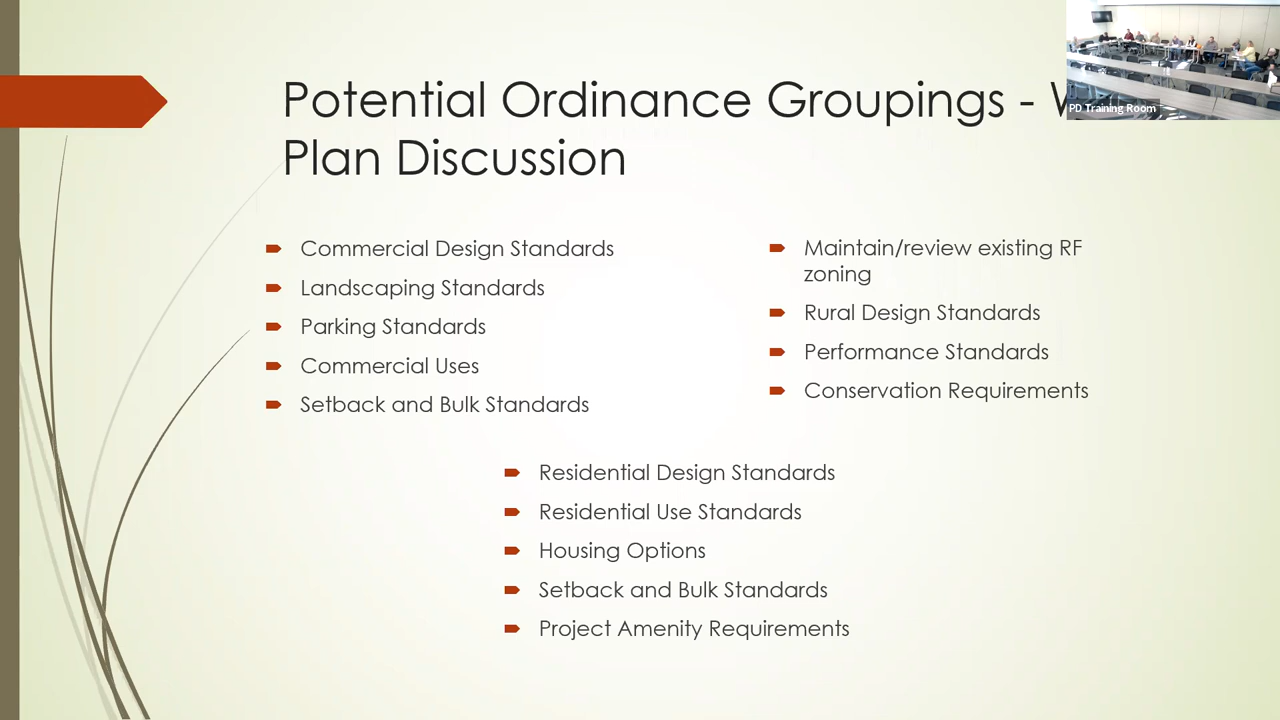 Potential Ordinance Groupings -
Plan Discussion
PD Training Room
Commercial Design Standards
Landscaping Standards
Parking Standards
Commercial Uses
Setback and Bulk Standards
Maintain/review existing RF
zoning
Rural Design Standards
Performance Standards
Conservation Requirements
Residential Design Standards
Residential Use Standards
Housing Options
Setback and Bulk Standards
Project Amenity Requirements